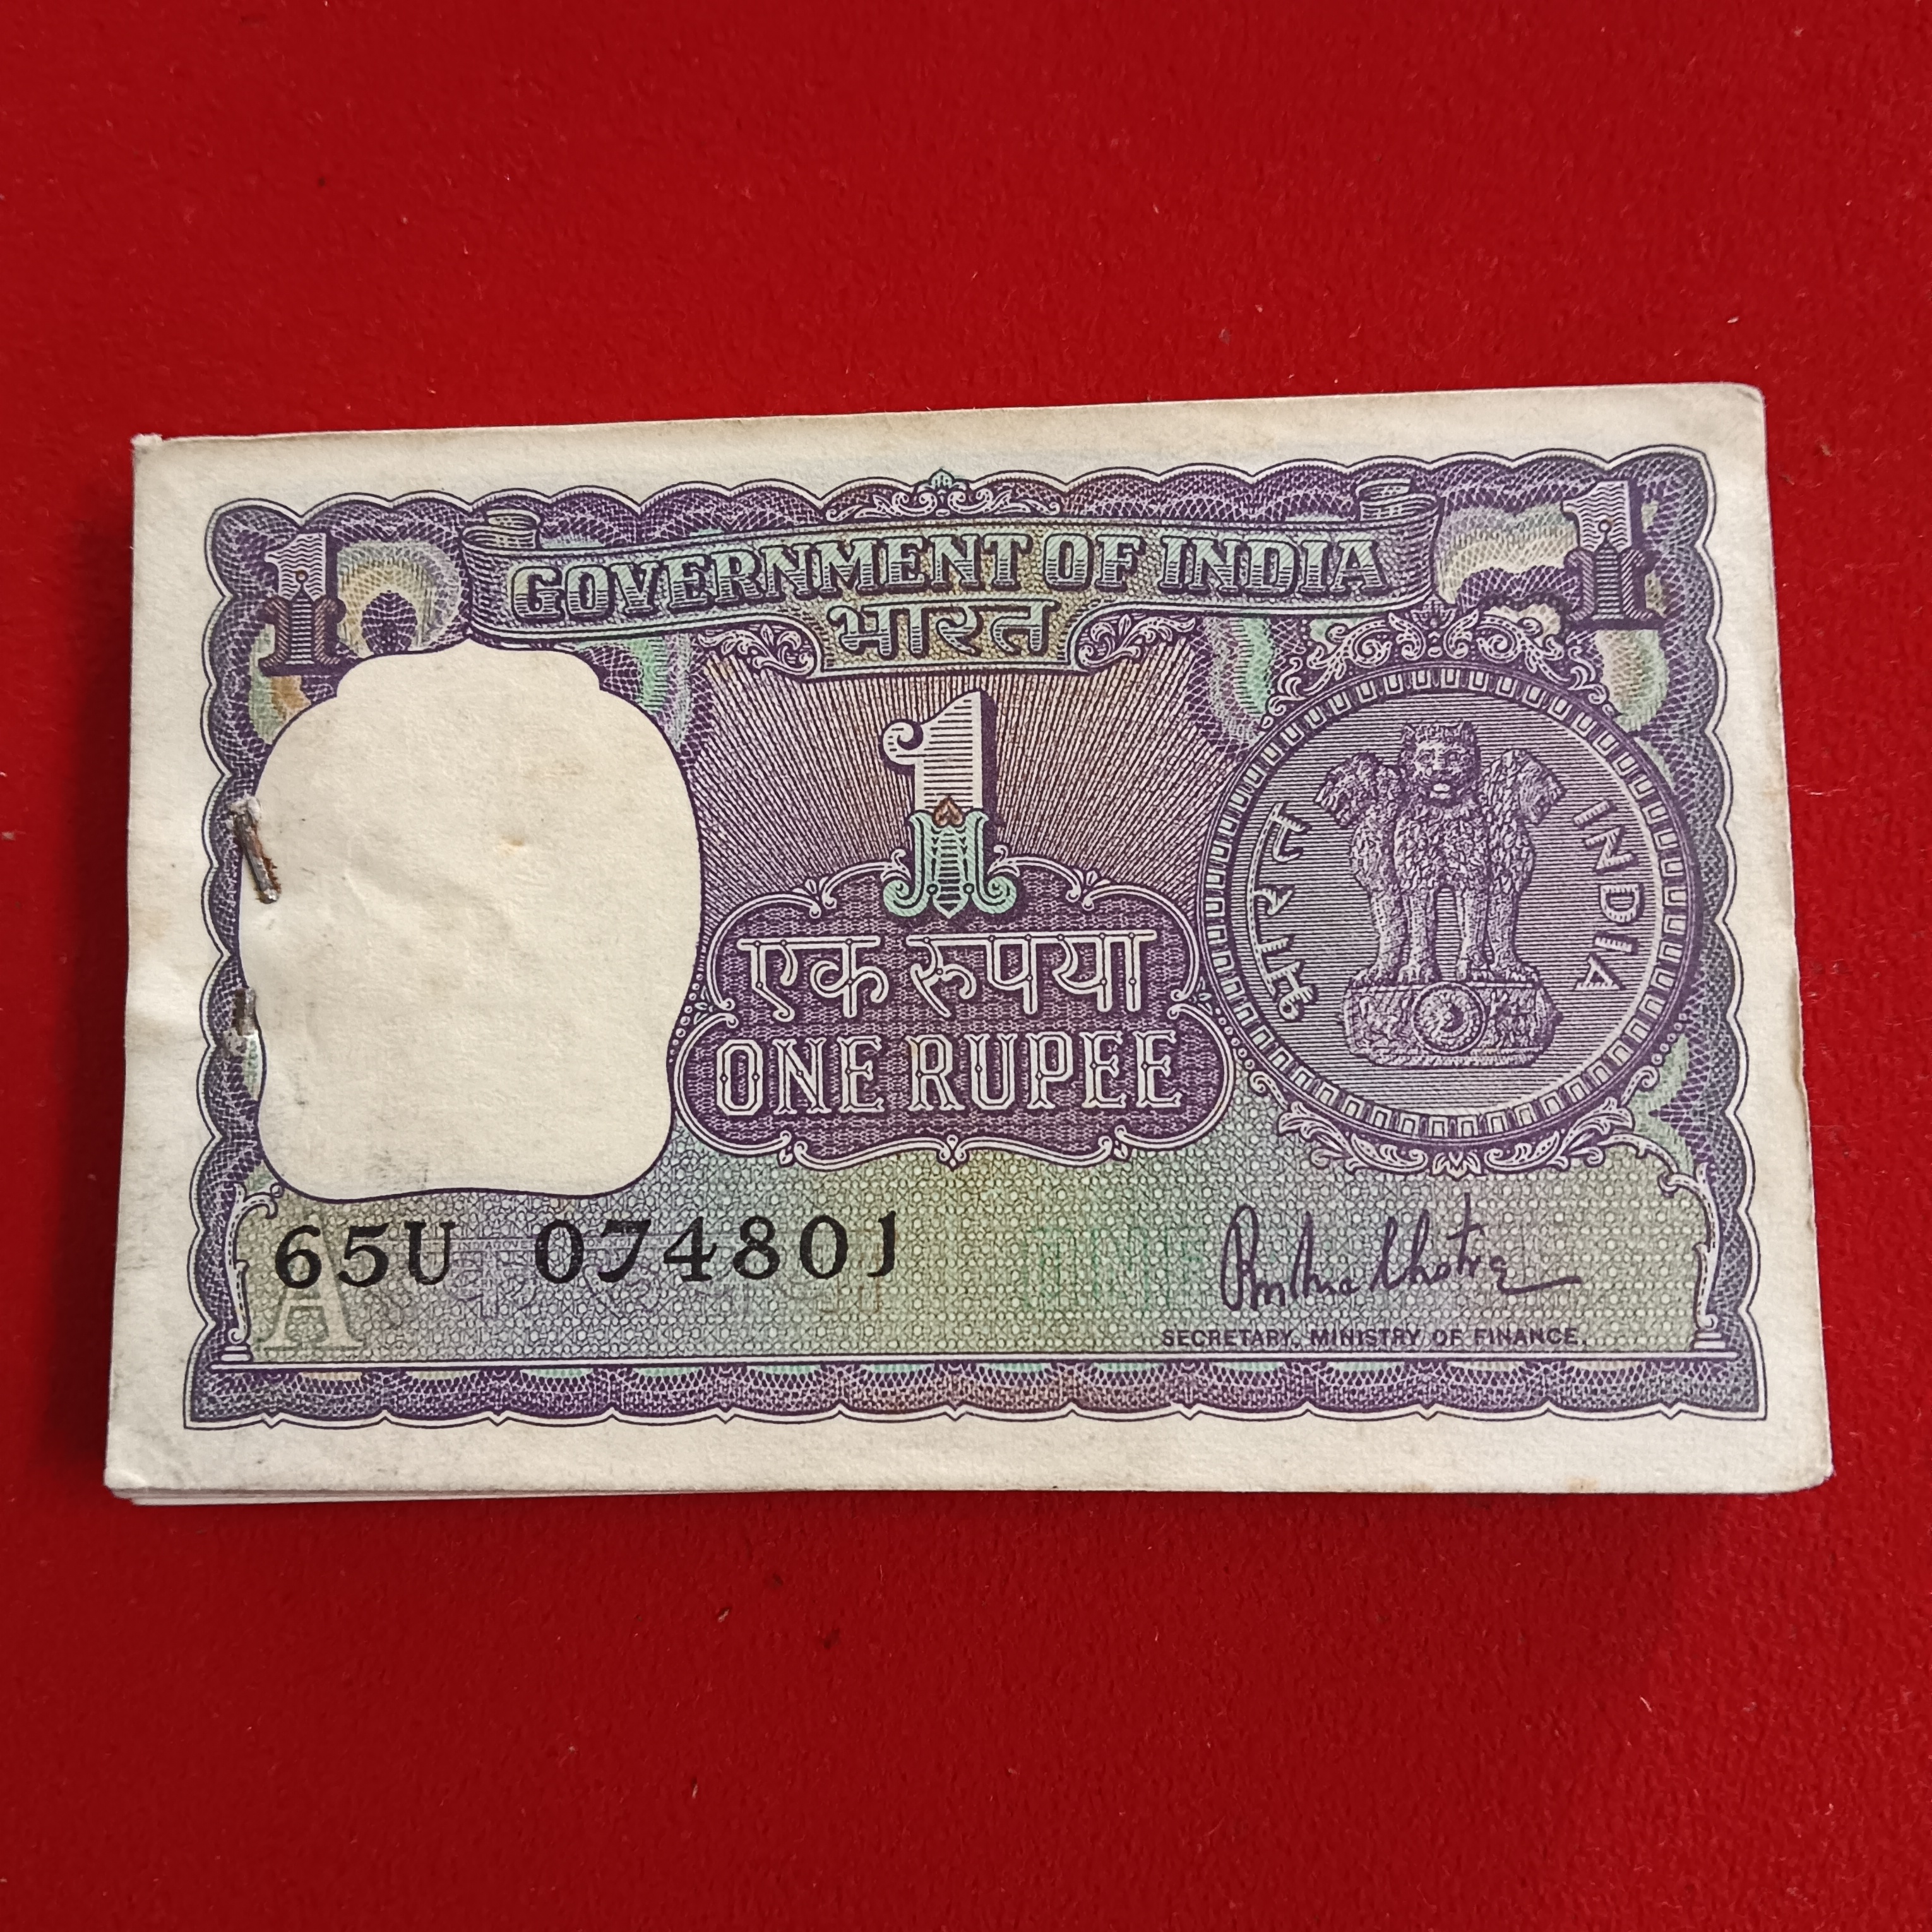 1 GOVERNMENT OF INDIA 1
भारत
1
भारत INDIA
एक रुपया
ONE RUPEE
65U 074801
A
SECRETARY, MINISTRY OF FINANCE.